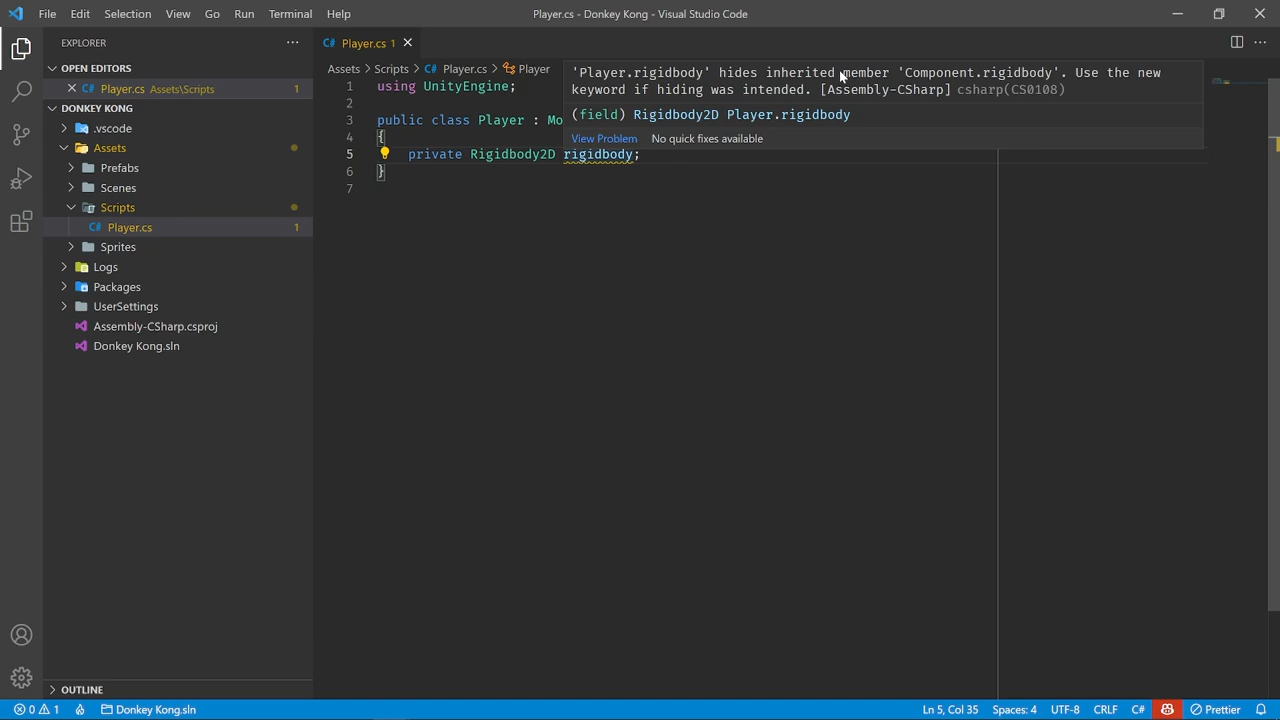 File Edit Selection View Go Run Terminal Help
Player.cs - Donkey Kong - Visual Studio Code
EXPLORER
OPEN EDITORS
Player.cs Assets\Scripts 1
DONKEY KONG
.vscode
Assets
Prefabs
Scenes
Scripts
C# Player.cs 1
Sprites
Logs
Packages
UserSettings
Assembly-CSharp.csproj
Donkey Kong.sln
OUTLINE
C# Player.cs 1
Assets > Scripts > C# Player.cs > Player
1 using UnityEngine;
2
3 public class Player : Mo
4 {
5 private Rigidbody2D rigidbody;
6 }
7
'Player.rigidbody' hides inherited member 'Component.rigidbody'. Use the new
keyword if hiding was intended. [Assembly-CSharp] csharp(CS0108)
(field) Rigidbody2D Player.rigidbody
View Problem No quick fixes available
0 1 Donkey Kong.sln Ln 5, Col 35 Spaces: 4 UTF-8 CRLF C# Prettier